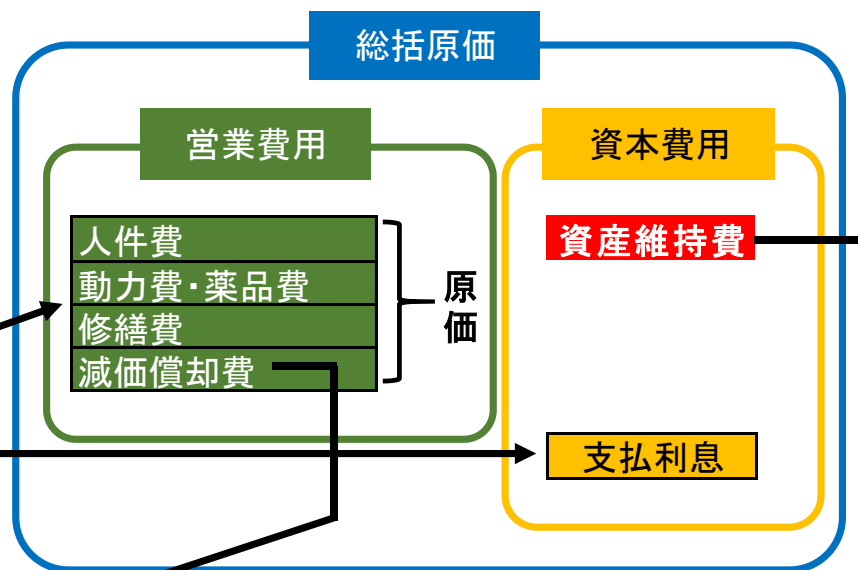 総括原価
営業費用
資本費用
人件費
動力費・薬品費
修繕費
減価償却費
原
価
資産維持費
支払利息